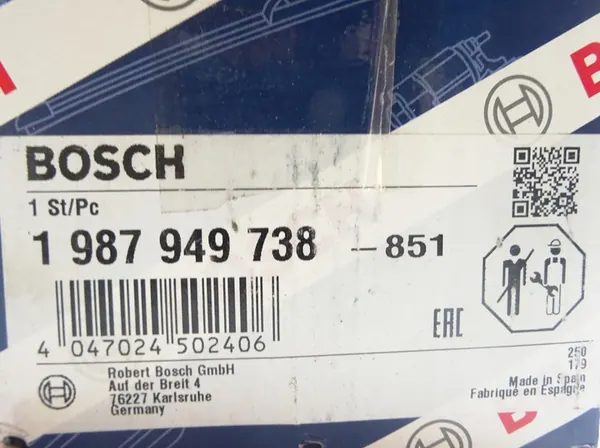 BOSCH
1 St/Pc
1 987 949 738 -851
4 047024 502406
EAC
Robert Bosch GmbH
Auf der Breit 4
76227 Karlsruhe
Germany
250
179
Made in Spain
Fabriqué en Espagne